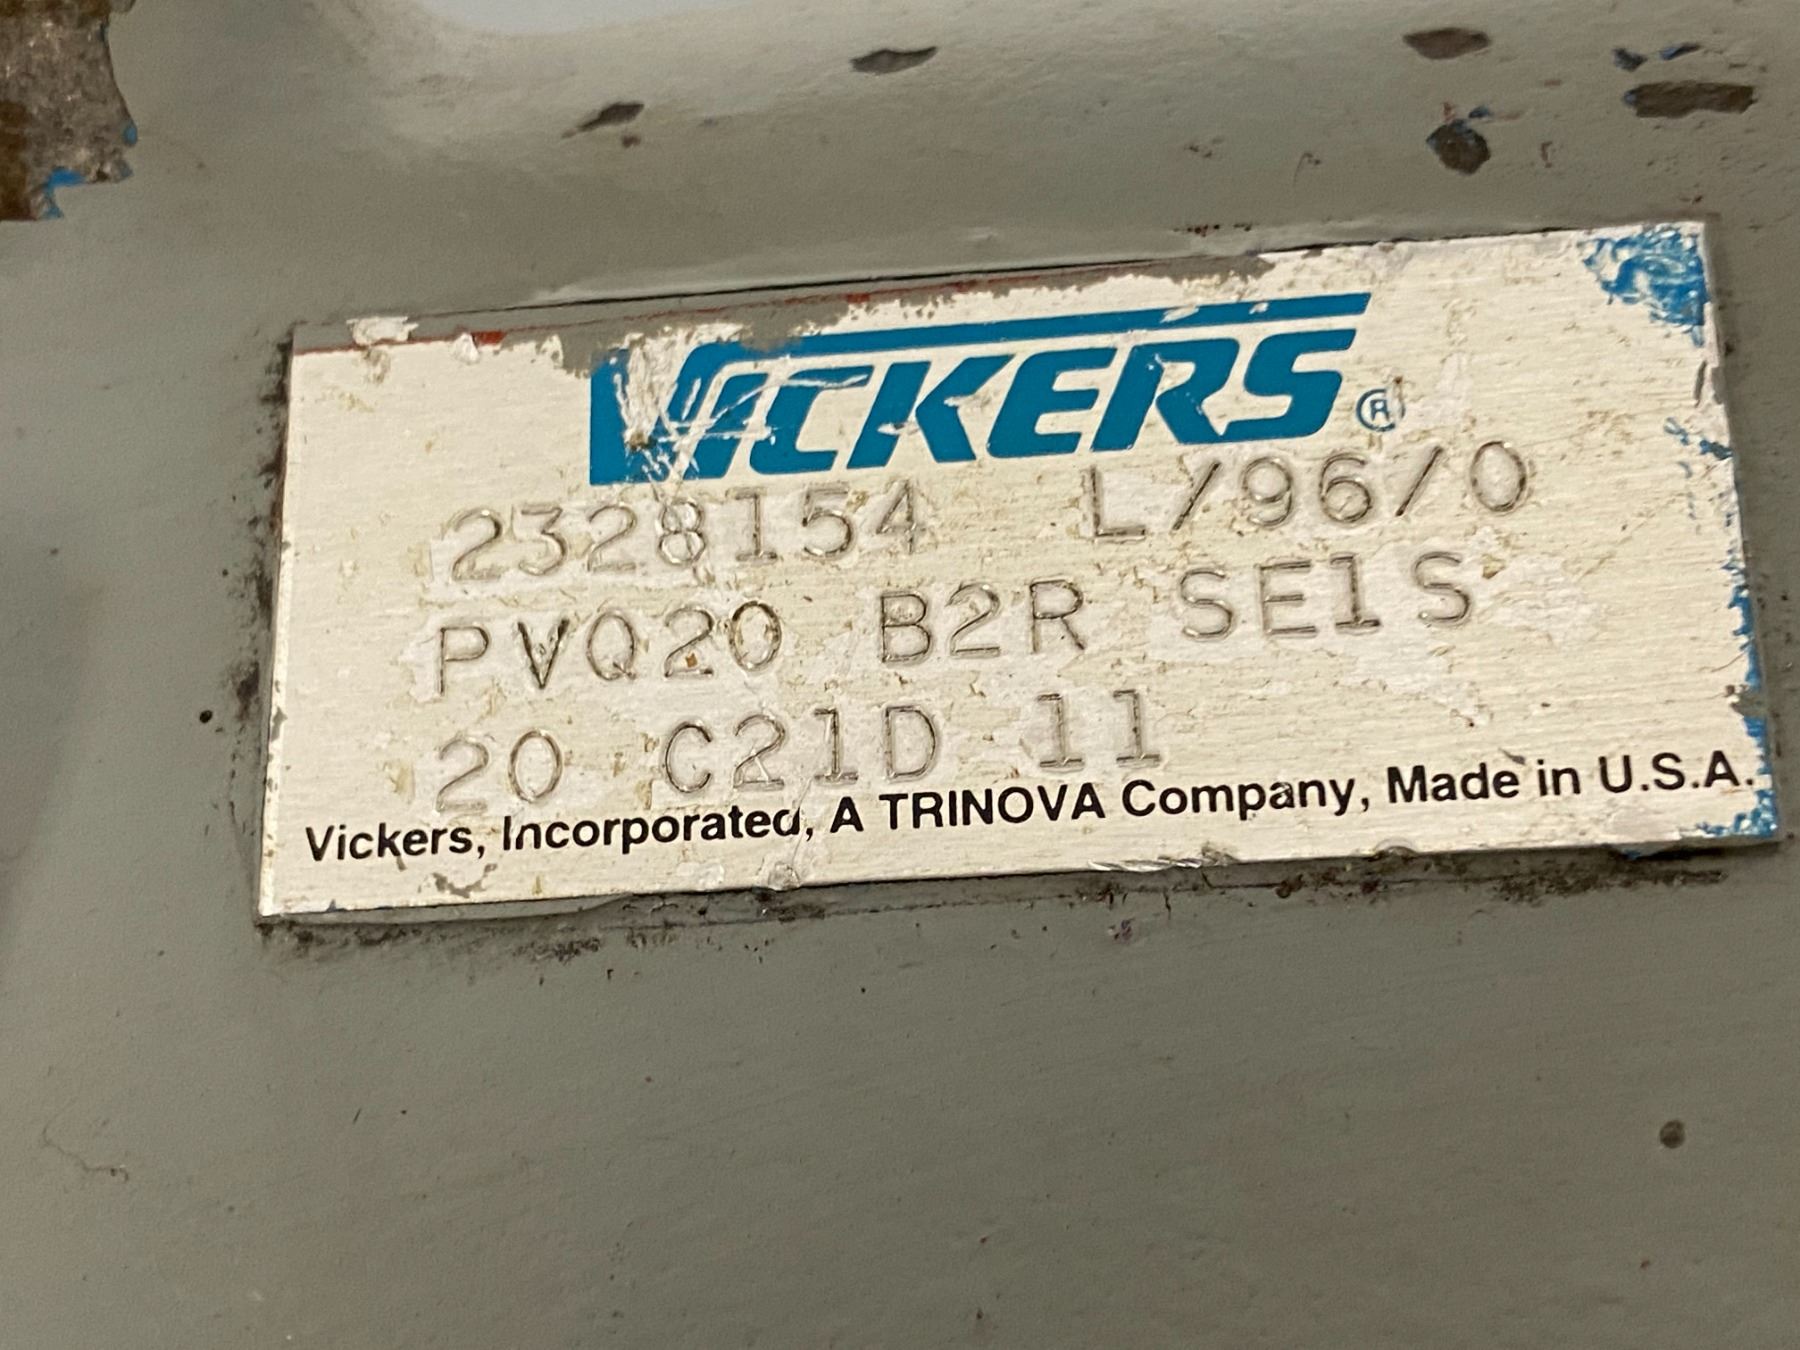 VICKERS®
2328154 L/96/0
PVQ20 B2R SE1S
20 C21D 11
Vickers, Incorporated, A TRINOVA Company, Made in U.S.A.